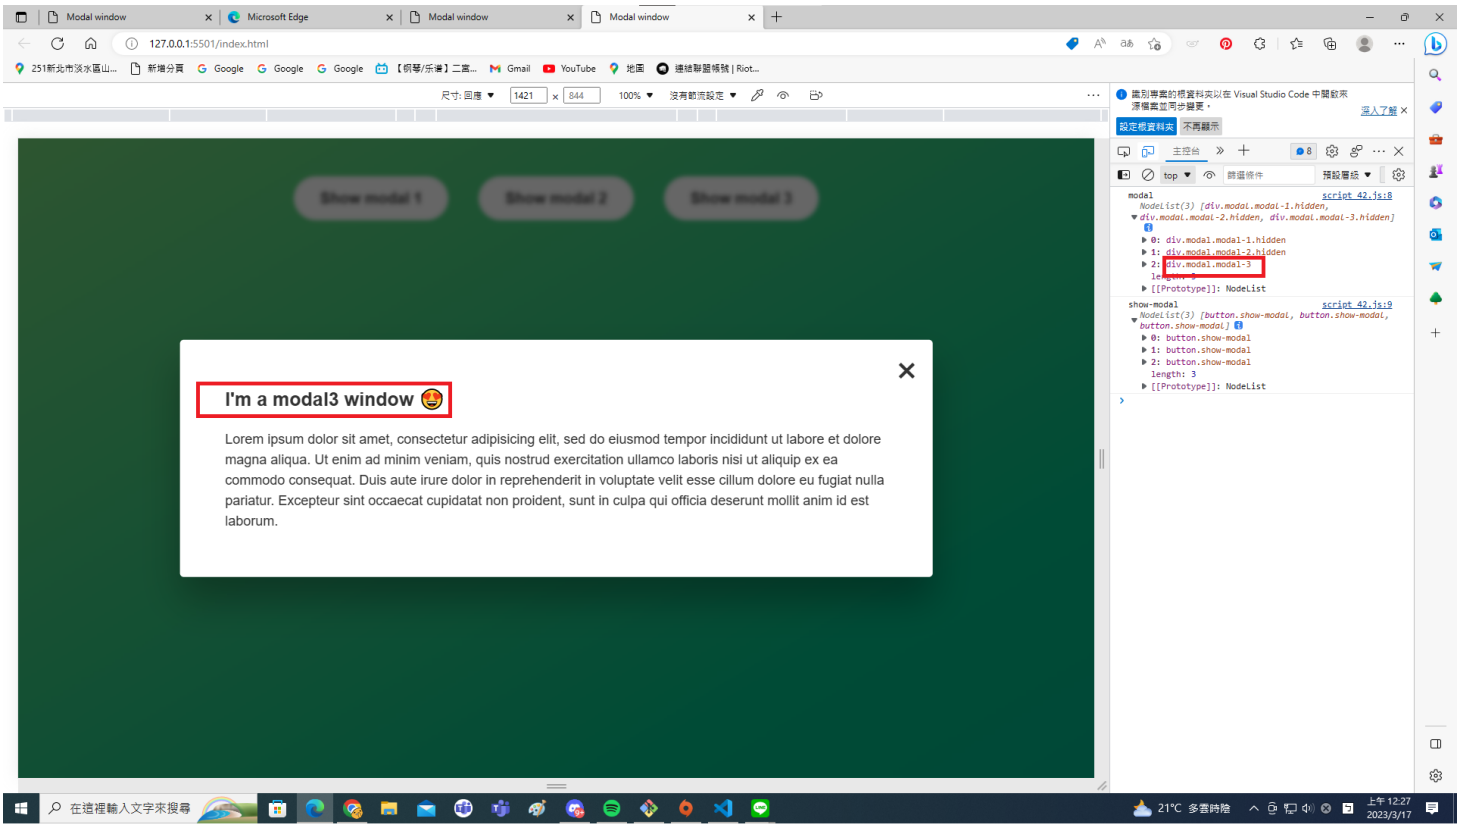 Modal window
Microsoft Edge
Modal window
Modal window
127.0.0.1:5501/index.html
251新北市淡水區山... 新增分頁 Google Google Google 【钢琴/乐谱】二宮... Gmail YouTube 地圖 連結聯盟帳號 | Riot...
尺寸: 回應 ▼ 1421 x 844 100% ▼ 沒有節流設定 ▼
識別專案的根資料夾以在 Visual Studio Code 中開啟來
源檔案並同步變更。
深入了解
設定根資料夾 不再顯示
主控台 » + 8
top ▼ 篩選條件 預設層級 ▼
Show modal 1 Show modal 2 Show modal 3
modal script 42.js:8
NodeList(3) [div.modal.modal-1.hidden,
div.modal.modal-2.hidden, div.modal.modal-3.hidden]
0: div.modal.modal-1.hidden
1: div.modal.modal-2.hidden
2: div.modal.modal-3
[[Prototype]]: NodeList
show-modal script 42.js:9
NodeList(3) [button.show-modal, button.show-modal,
button.show-modal]
0: button.show-modal
1: button.show-modal
2: button.show-modal
length: 3
[[Prototype]]: NodeList
I'm a modal3 window 😍
Lorem ipsum dolor sit amet, consectetur adipisicing elit, sed do eiusmod tempor incididunt ut labore et dolore
magna aliqua. Ut enim ad minim veniam, quis nostrud exercitation ullamco laboris nisi ut aliquip ex ea
commodo consequat. Duis aute irure dolor in reprehenderit in voluptate velit esse cillum dolore eu fugiat nulla
pariatur. Excepteur sint occaecat cupidatat non proident, sunt in culpa qui officia deserunt mollit anim id est
laborum.
在這裡輸入文字來搜尋
21°C 多雲時陰
上午 12:27
2023/3/17